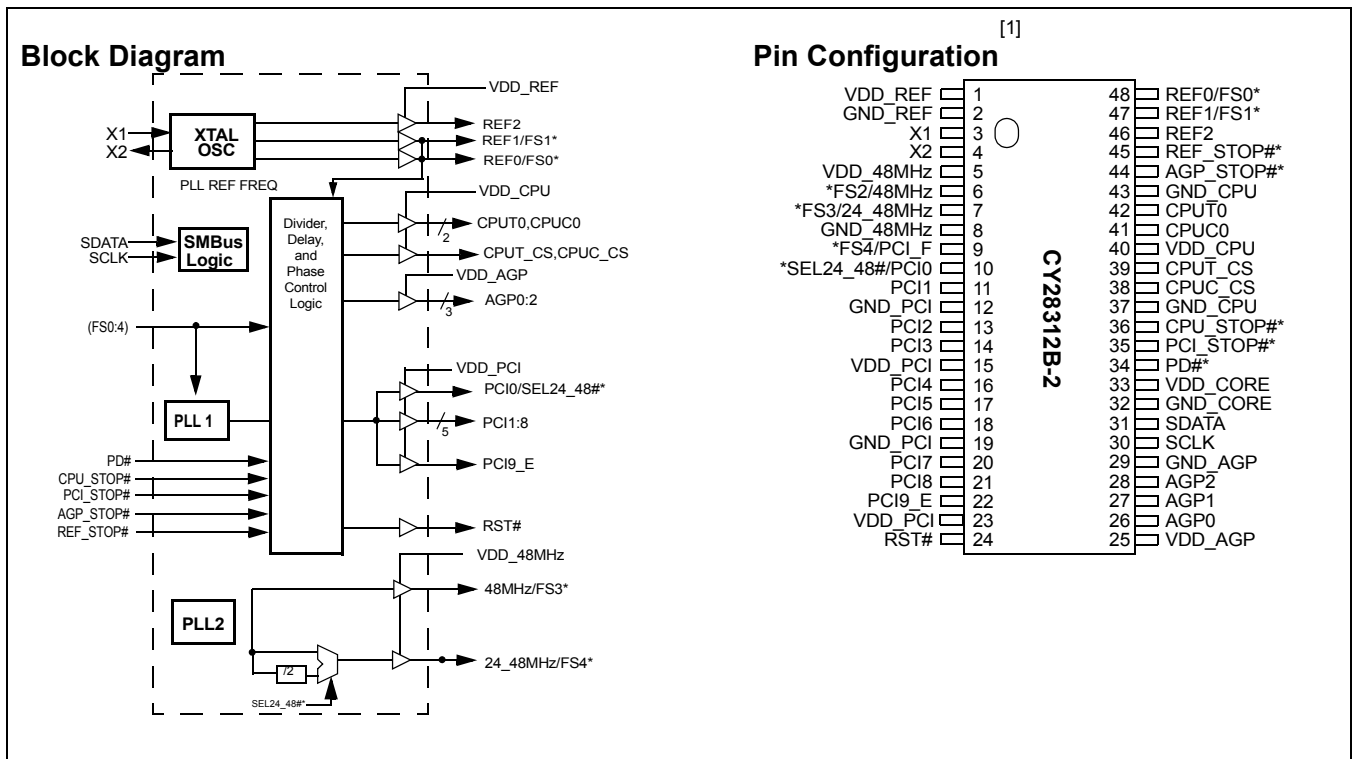 [1]
Block Diagram
VDD_REF
X1
X2
XTAL
OSC
REF2
REF1/FS1*
REF0/FS0*
PLL REF FREQ
VDD_CPU
SDATA
SCLK
SMBus
Logic
Divider,
Delay,
and
Phase
Control
Logic
2
CPUT0,CPUC0
CPUT_CS,CPUC_CS
VDD_AGP
3
AGP0:2
(FS0:4)
PLL 1
VDD_PCI
PCI0/SEL24_48#*
5
PCI1:8
PCI9_E
PD#
CPU_STOP#
PCI_STOP#
AGP_STOP#
REF_STOP#
RST#
VDD_48MHz
48MHz/FS3*
PLL2
/2
24_48MHz/FS4*
SEL24_48#*
Pin Configuration
VDD_REF 1 48 REF0/FS0*
GND_REF 2 47 REF1/FS1*
X1 3 46 REF2
X2 4 45 REF_STOP#*
VDD_48MHz 5 44 AGP_STOP#*
*FS2/48MHz 6 43 GND_CPU
*FS3/24_48MHz 7 42 CPUT0
GND_48MHz 8 41 CPUC0
*FS4/PCI_F 9 40 VDD_CPU
*SEL24_48#/PCI0 10 39 CPUT_CS
PCI1 11 38 CPUC_CS
GND_PCI 12 37 GND_CPU
PCI2 13 36 CPU_STOP#*
PCI3 14 35 PCI_STOP#*
VDD_PCI 15 34 PD#*
PCI4 16 33 VDD_CORE
PCI5 17 32 GND_CORE
PCI6 18 31 SDATA
GND_PCI 19 30 SCLK
PCI7 20 29 GND_AGP
PCI8 21 28 AGP2
PCI9_E 22 27 AGP1
VDD_PCI 23 26 AGP0
RST# 24 25 VDD_AGP
CY28312B-2